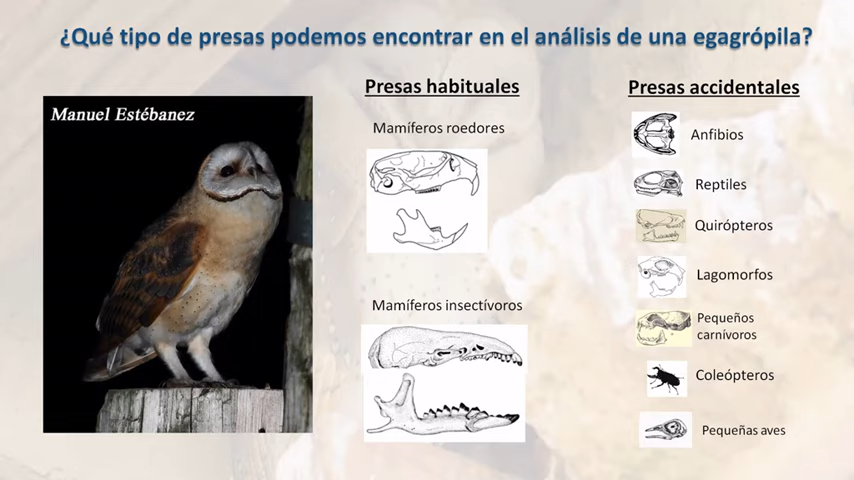 ¿Qué tipo de presas podemos encontrar en el análisis de una egagrópila?
Manuel Estébanez
Presas habituales
Mamíferos roedores
Mamíferos insectívoros
Presas accidentales
Anfibios
Reptiles
Quirópteros
Lagomorfos
Pequeños
carnívoros
Coleópteros
Pequeñas aves